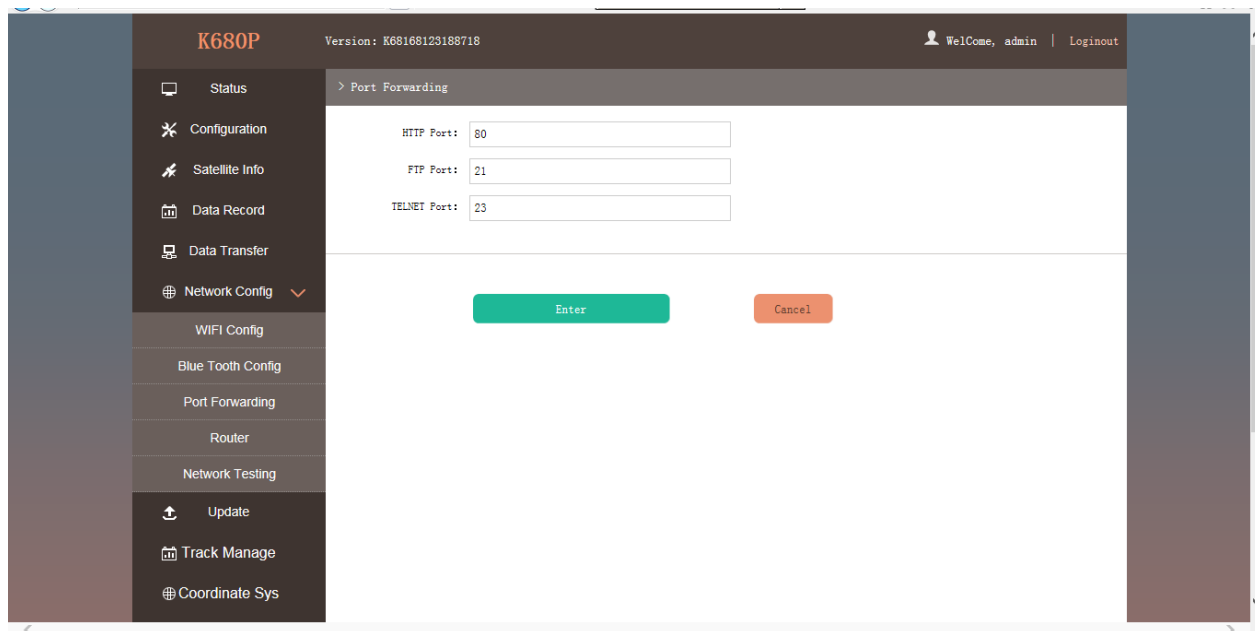 K680P
Version: K68168123188718
WelCome, admin | Loginout
Status
Configuration
Satellite Info
Data Record
Data Transfer
Network Config
WIFI Config
Blue Tooth Config
Port Forwarding
Router
Network Testing
Update
Track Manage
Coordinate Sys
> Port Forwarding
HTTP Port: 80
FTP Port: 21
TELNET Port: 23
Enter
Cancel